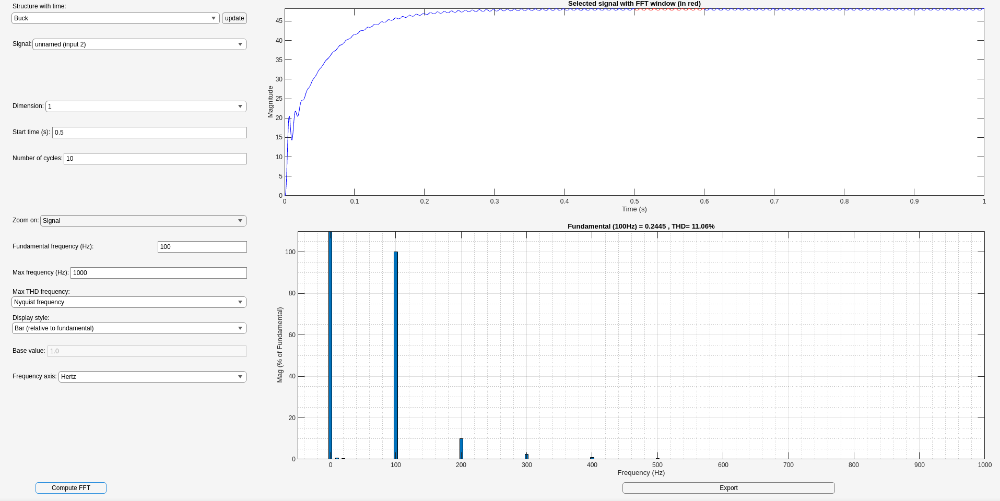 Structure with time:
Buck
update
Signal: unnamed (input 2)
Dimension: 1
Start time (s): 0.5
Number of cycles: 10
Zoom on: Signal
Fundamental frequency (Hz): 100
Max frequency (Hz): 1000
Max THD frequency:
Nyquist frequency
Display style:
Bar (relative to fundamental)
Base value: 1.0
Frequency axis: Hertz
Compute FFT
Selected signal with FFT window (in red)
Magnitude
45
40
35
30
25
20
15
10
5
0
0 0.1 0.2 0.3 0.4 0.5 0.6 0.7 0.8 0.9 1
Time (s)
Fundamental (100Hz) = 0.2445 , THD= 11.06%
Mag (% of Fundamental)
100
80
60
40
20
0
0 100 200 300 400 500 600 700 800 900 1000
Frequency (Hz)
Export